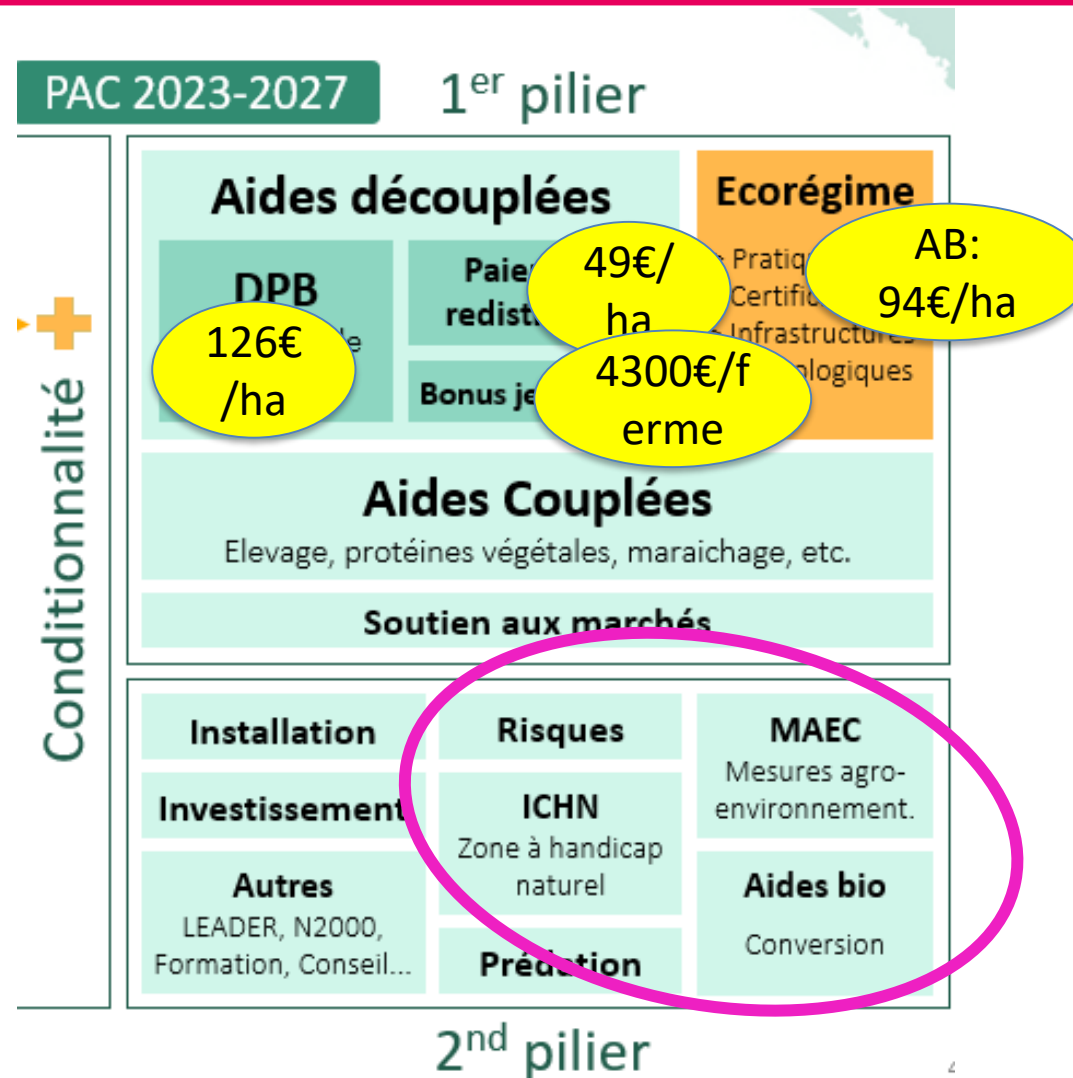 PAC 2023-2027
1er pilier
Conditionnalité
Aides découplées
DPB
126€
/ha
49€/
ha
4300€/f
erme
Ecorégime
AB:
94€/ha
Infrastructures
Aides Couplées
Elevage, protéines végétales, maraichage, etc.
Soutien aux marchés
Installation
Investissement
Autres
LEADER, N2000,
Formation, Conseil...
Risques
ICHN
Zone à handicap
naturel
Prédation
MAEC
Mesures agro-
environnement.
Aides bio
Conversion
2nd pilier